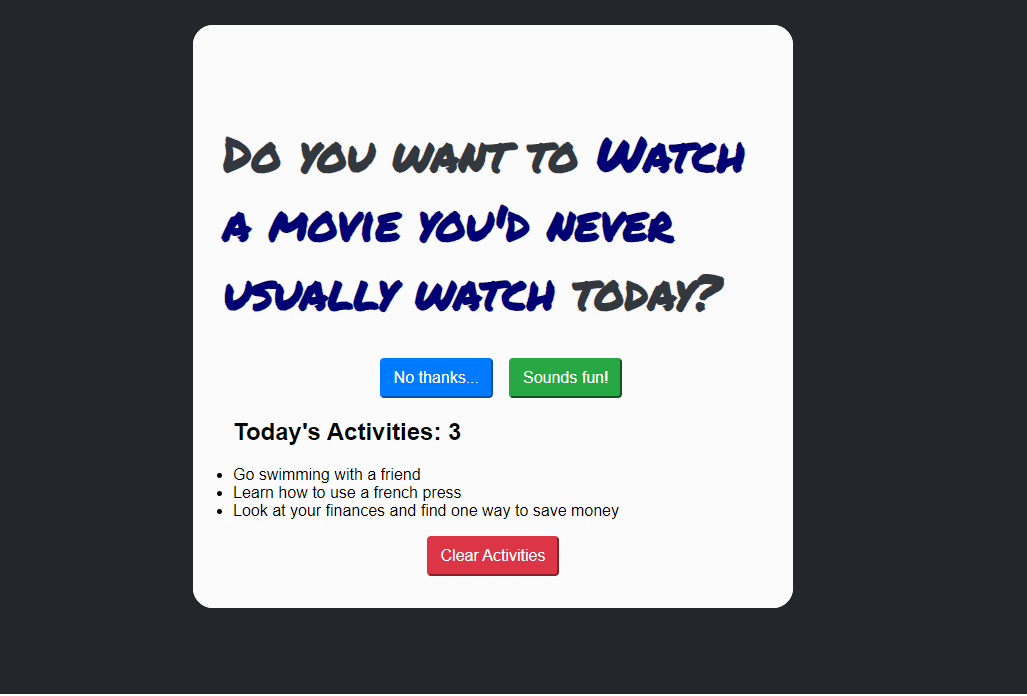 Do you want to Watch
a movie you'd never
usually watch today?
No thanks...
Sounds fun!
Today's Activities: 3
Go swimming with a friend
Learn how to use a french press
Look at your finances and find one way to save money
Clear Activities